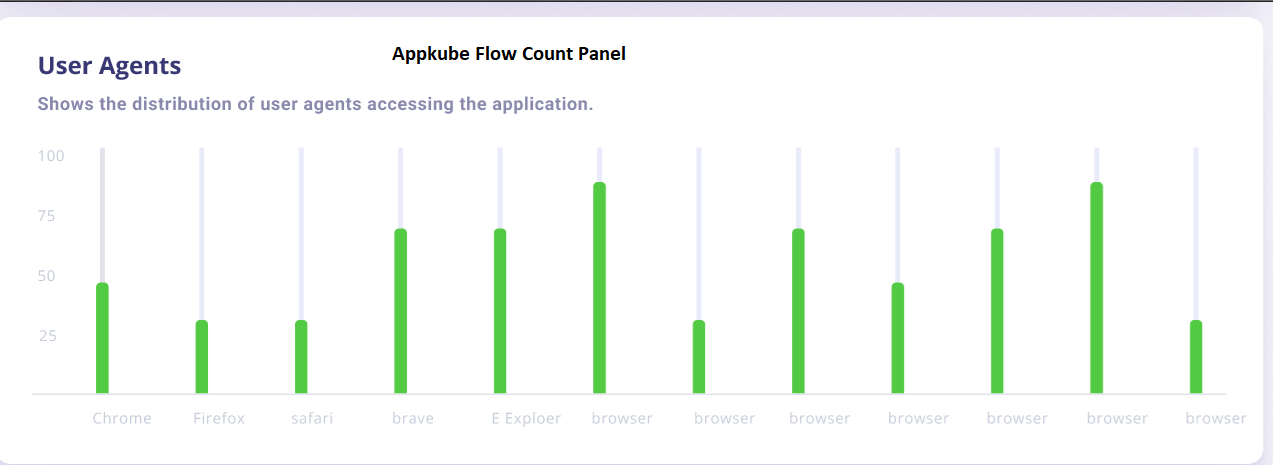 Appkube Flow Count Panel
User Agents
Shows the distribution of user agents accessing the application.
100
75
50
25
Chrome Firefox safari brave E Exploer browser browser browser browser browser browser browser